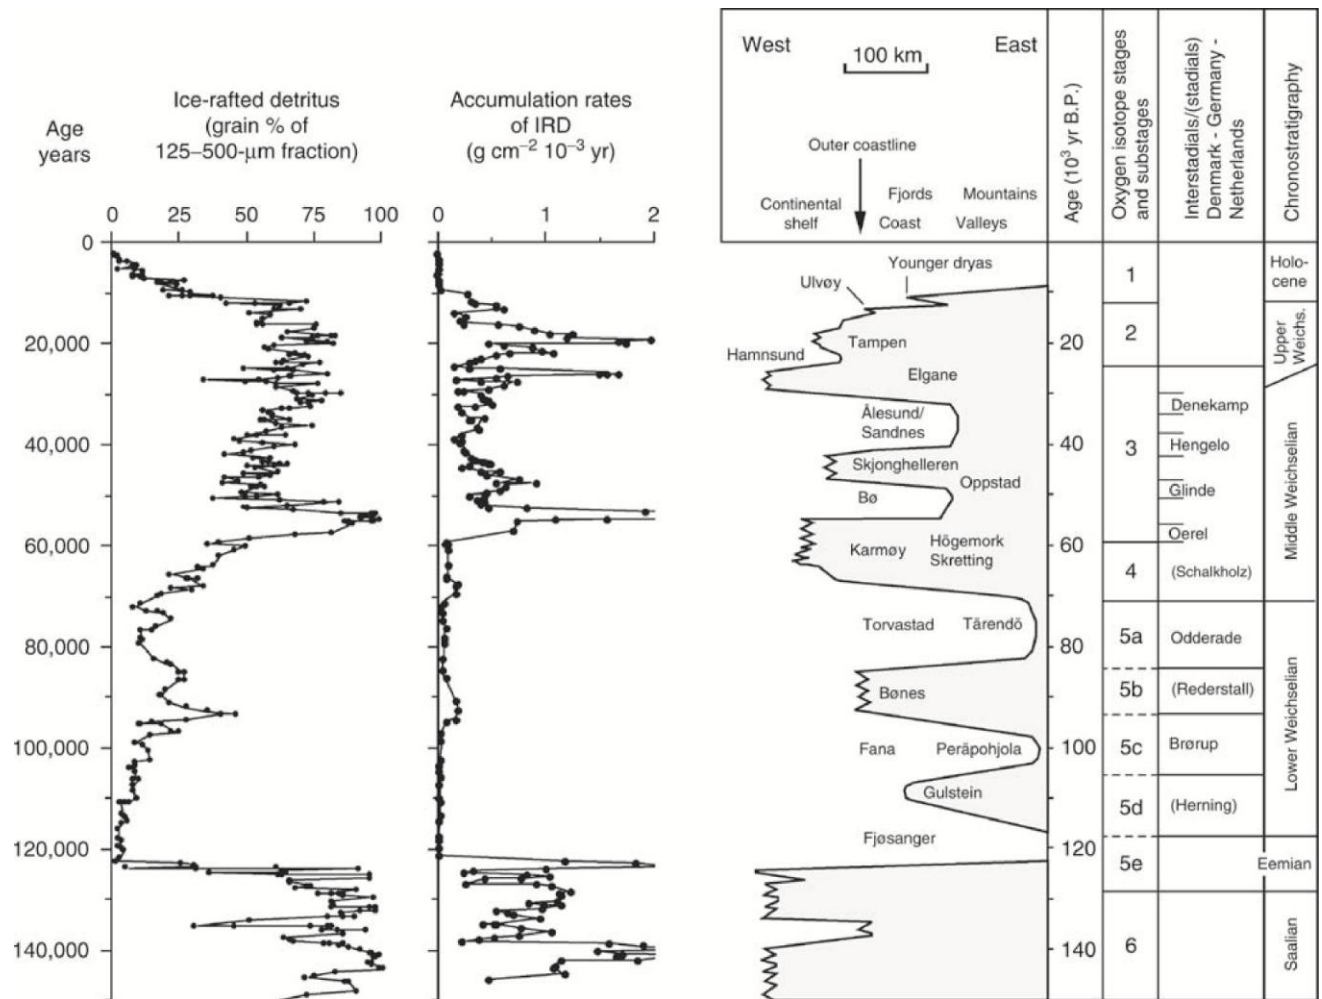 Age
years
Ice-rafted detritus
(grain % of
125–500-μm fraction)
Accumulation rates
of IRD
(g cm⁻² 10⁻³ yr)
0 25 50 75 100
0 1 2
0
20,000
40,000
60,000
80,000
100,000
120,000
140,000
West
East
100 km
Outer coastline
Continental
shelf
Fjords
Coast
Mountains
Valleys
Age (10³ yr B.P.)
Oxygen isotope stages
and substages
Interstadials/(stadials)
Denmark - Germany -
Netherlands
Chronostratigraphy
Younger dryas
Ulvøy
Tampen
Hamnsund
Elgane
Ålesund/
Sandnes
Skjonghelleren
Oppstad
Bø
Karmøy
Högemork
Skretting
Torvastad
Tärendö
Bønes
Fana
Peräpohjola
Gulstein
Fjøsanger
20
40
60
80
100
120
140
1
2
3
4
5a
5b
5c
5d
5e
6
Denekamp
Hengelo
Glinde
Oerel
(Schalkholz)
Odderade
(Rederstall)
Brørup
(Herning)
Holo-
cene
Upper
Weichs.
Middle Weichselian
Lower Weichselian
Eemian
Saalian